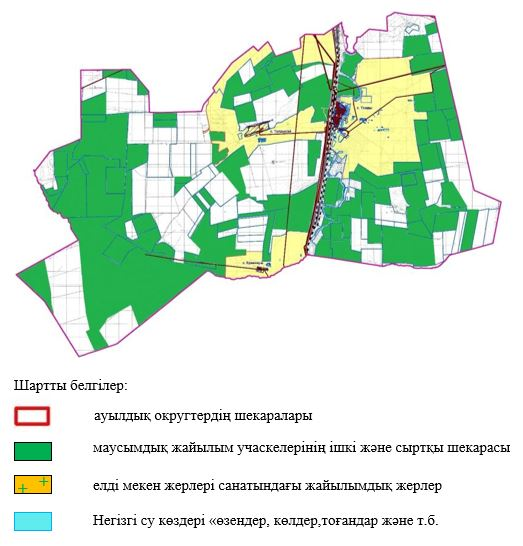 Шартты белгілер:
ауылдық округтердің шекаралары
маусымдық жайылым учаскелерінің ішкі және сыртқы шекарасы
елді мекен жерлері санатындағы жайылымдық жерлер
Негізгі су көздері «өзендер, көлдер,тоғандар және т.б.